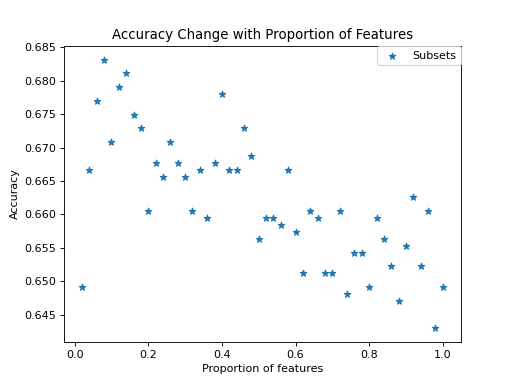 Accuracy Change with Proportion of Features
Subsets
0.685
0.680
0.675
0.670
0.665
0.660
0.655
0.650
0.645
Accuracy
0.0 0.2 0.4 0.6 0.8 1.0
Proportion of features